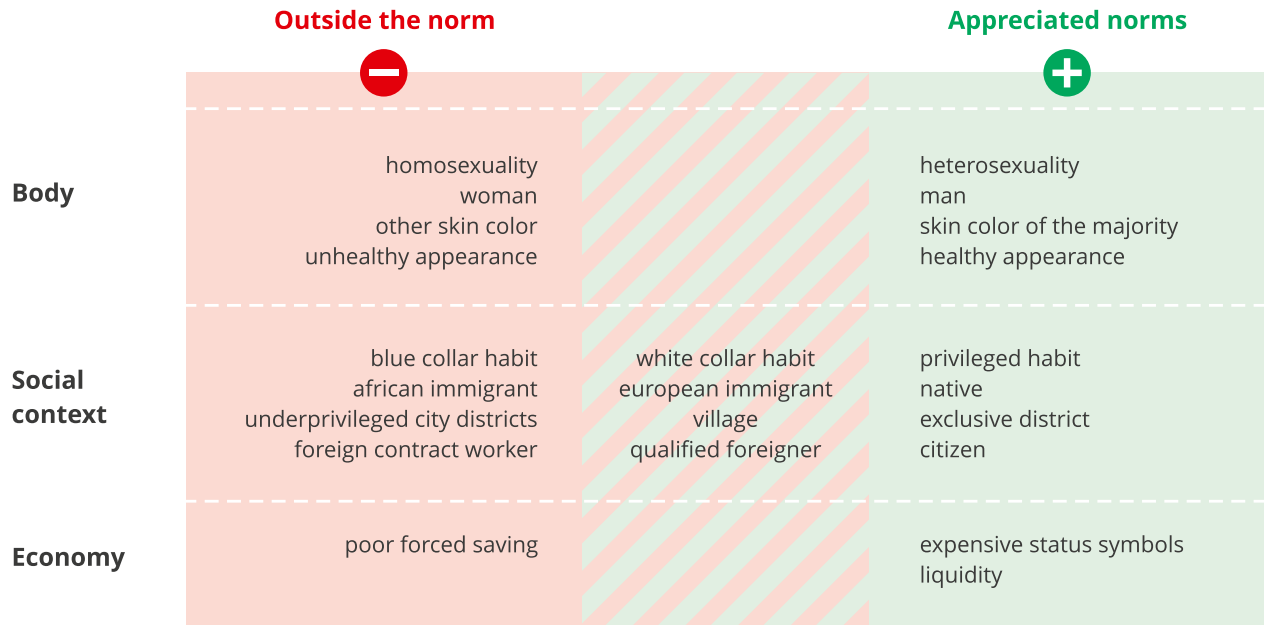 Outside the norm
Appreciated norms
Body
homosexuality
woman
other skin color
unhealthy appearance
heterosexuality
man
skin color of the majority
healthy appearance
Social
context
blue collar habit
african immigrant
underprivileged city districts
foreign contract worker
white collar habit
european immigrant
village
qualified foreigner
privileged habit
native
exclusive district
citizen
Economy
poor forced saving
expensive status symbols
liquidity